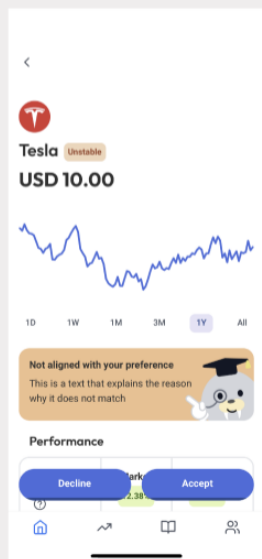 Tesla Unstable
USD 10.00
1D 1W 1M 3M 1Y All
Not aligned with your preference
This is a text that explains the reason
why it does not match
Performance
Decline Accept